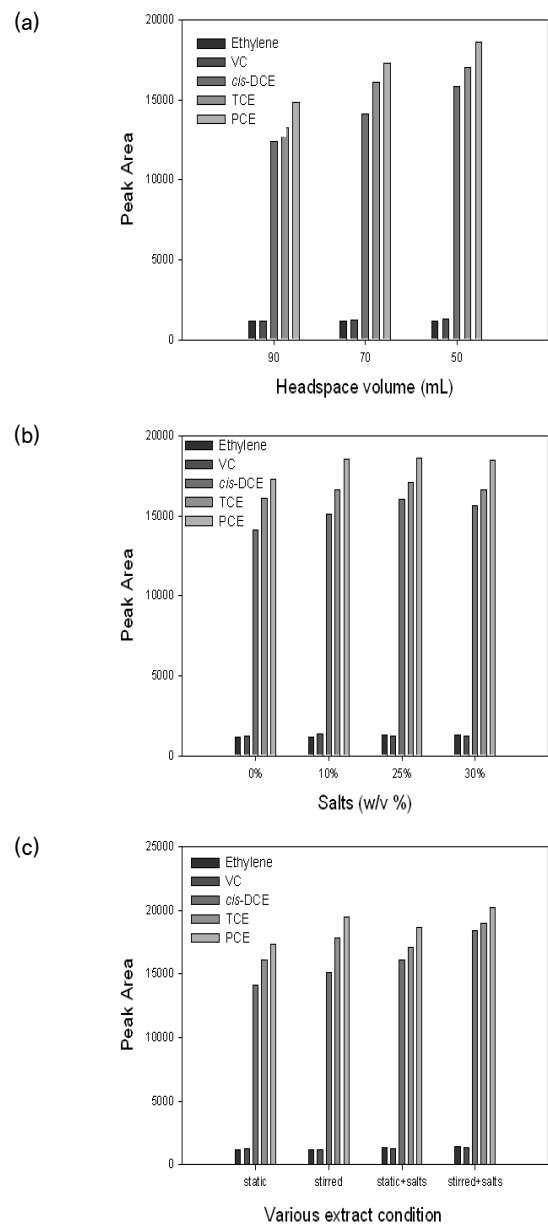 (a)
20000
15000
10000
5000
0
Peak Area
Ethylene
VC
cis-DCE
TCE
PCE
90 70 50
Headspace volume (mL)
(b)
20000
15000
10000
5000
0
Peak Area
Ethylene
VC
cis-DCE
TCE
PCE
0% 10% 25% 30%
Salts (w/v %)
(c)
25000
20000
15000
10000
5000
0
Peak Area
Ethylene
VC
cis-DCE
TCE
PCE
static stirred static+salts stirred+salts
Various extract condition